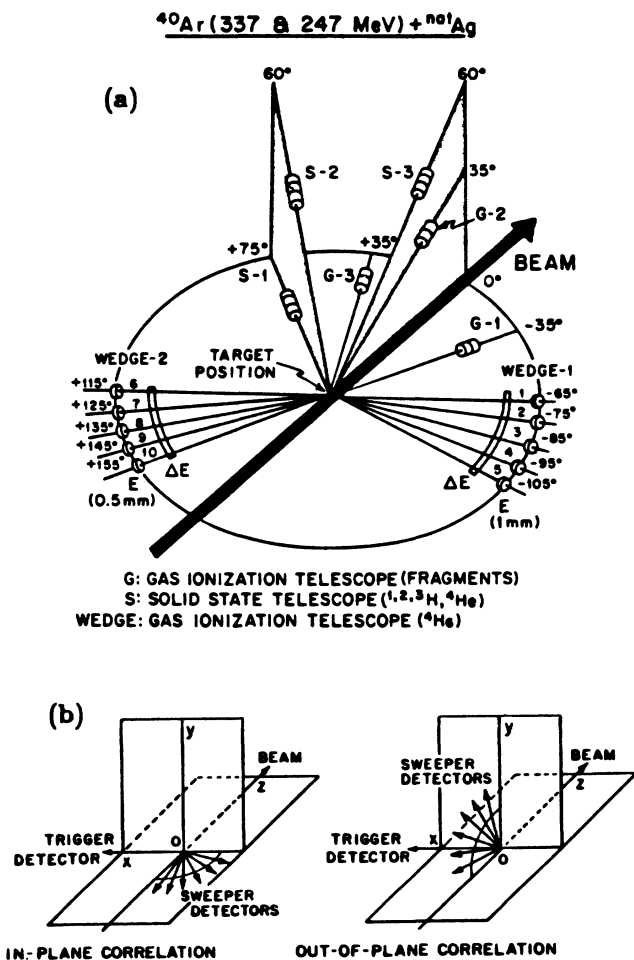 ⁴⁰Ar (337 & 247 MeV) + ⁿᵃᵗAg
(a)
60°
60°
S-2
S-3
35°
G-2
+75°
+35°
S-1
G-3
BEAM
0°
G-1
-35°
WEDGE-2
TARGET
POSITION
WEDGE-1
+115°
6
1
-65°
+125°
7
2
-75°
+135°
8
3
-85°
+145°
9
4
-95°
+155°
10
5
-105°
ΔE
ΔE
E
(0.5mm)
E
(1mm)
G: GAS IONIZATION TELESCOPE (FRAGMENTS)
S: SOLID STATE TELESCOPE (¹,²,³H, ⁴He)
WEDGE: GAS IONIZATION TELESCOPE (⁴He)
(b)
y
BEAM
z
TRIGGER
DETECTOR
x
O
SWEEPER
DETECTORS
IN-PLANE CORRELATION
y
BEAM
SWEEPER
DETECTORS
z
TRIGGER
DETECTOR
x
O
OUT-OF-PLANE CORRELATION